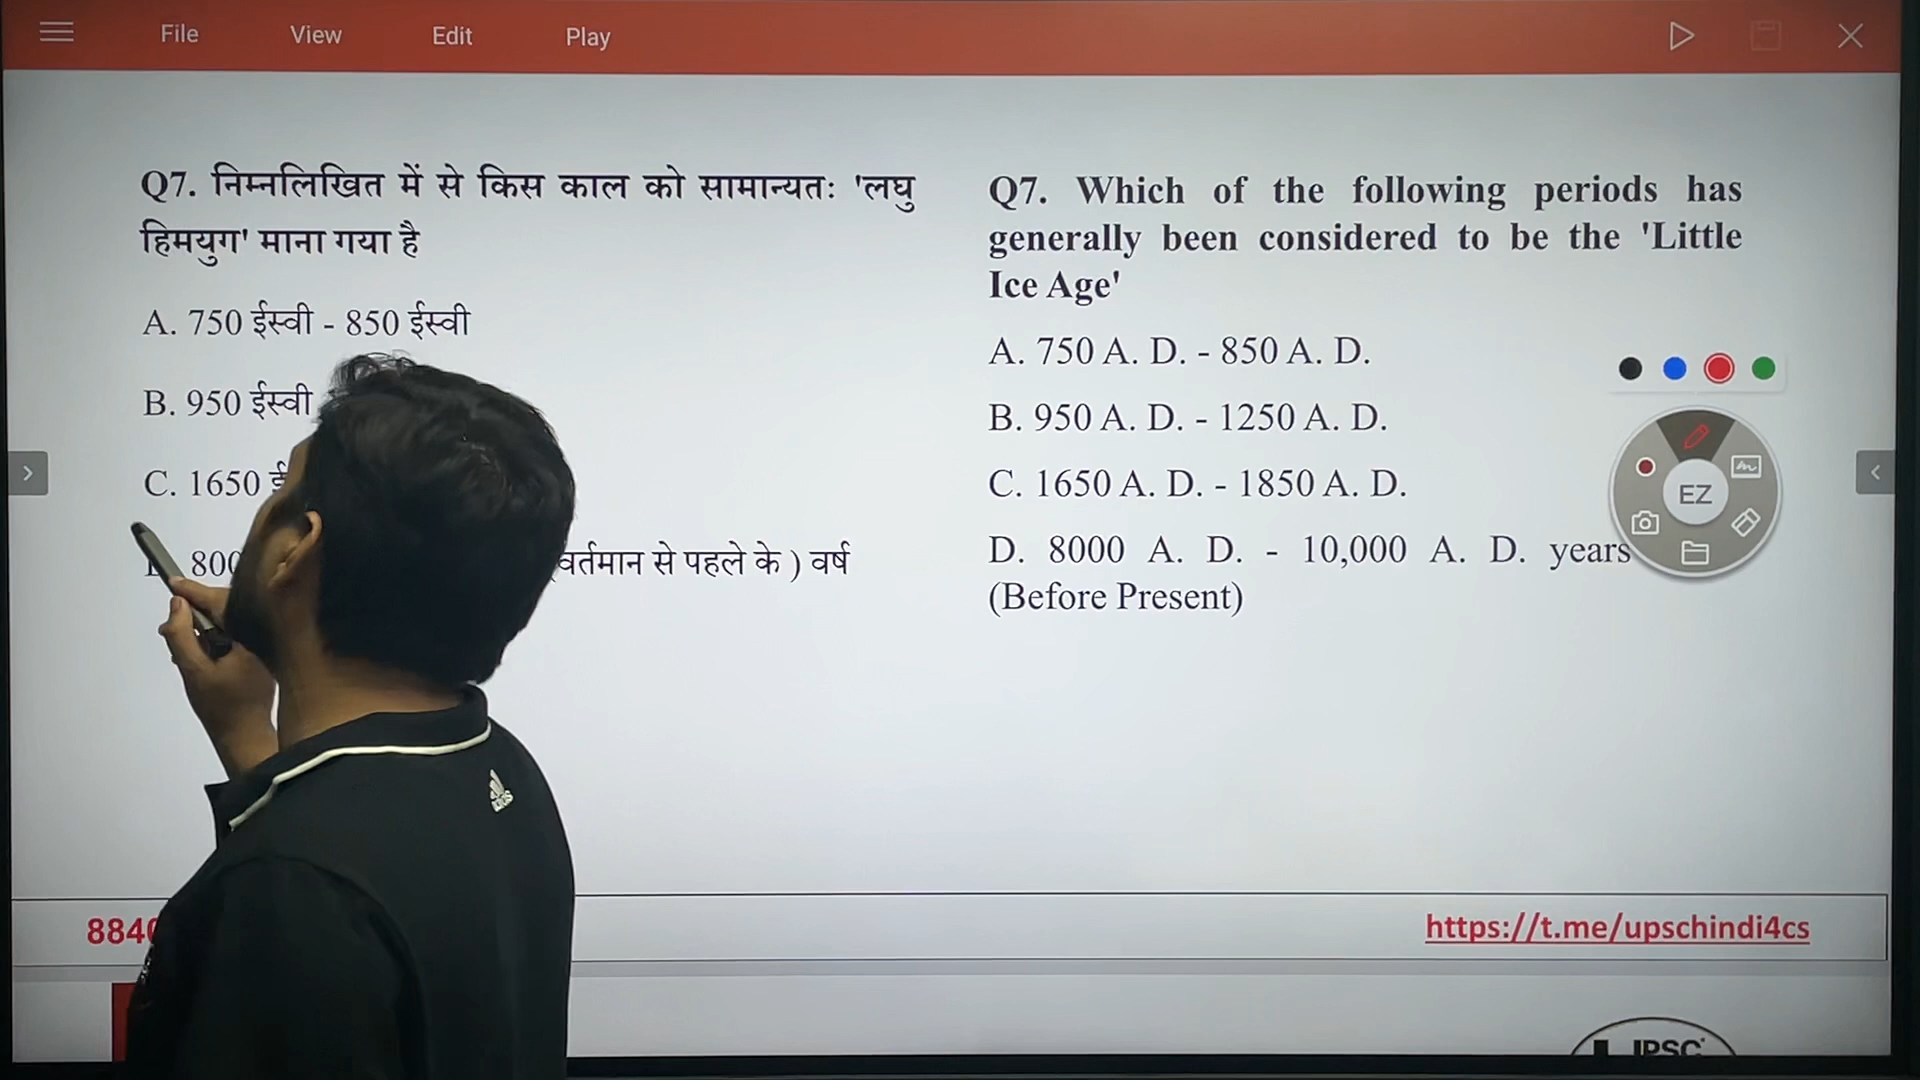 File View Edit Play
Q7. निम्नलिखित में से किस काल को सामान्यतः 'लघु
हिमयुग' माना गया है
A. 750 ईस्वी - 850 ईस्वी
B. 950 ईस्वी
C. 1650
800
वर्तमान से पहले के ) वर्ष
Q7. Which of the following periods has
generally been considered to be the 'Little
Ice Age'
A. 750 A. D. - 850 A. D.
B. 950 A. D. - 1250 A. D.
C. 1650 A. D. - 1850 A. D.
D. 8000 A. D. - 10,000 A. D. years
(Before Present)
EZ
adidas
884
https://t.me/upschindi4cs
UPSC